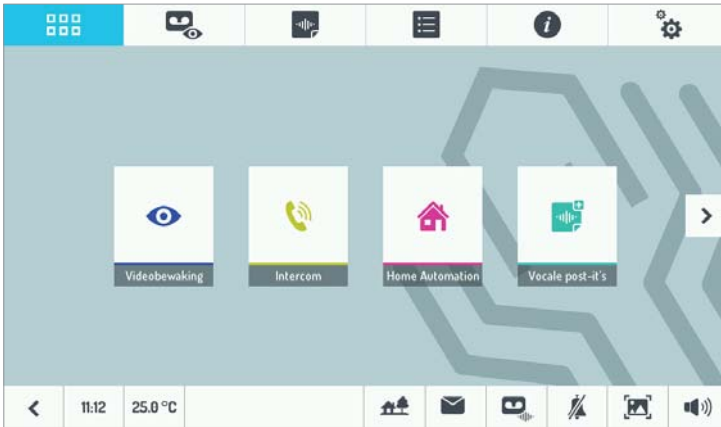 Videobewaking
Intercom
Home Automation
Vocale post-it's
11:12
25.0 °C